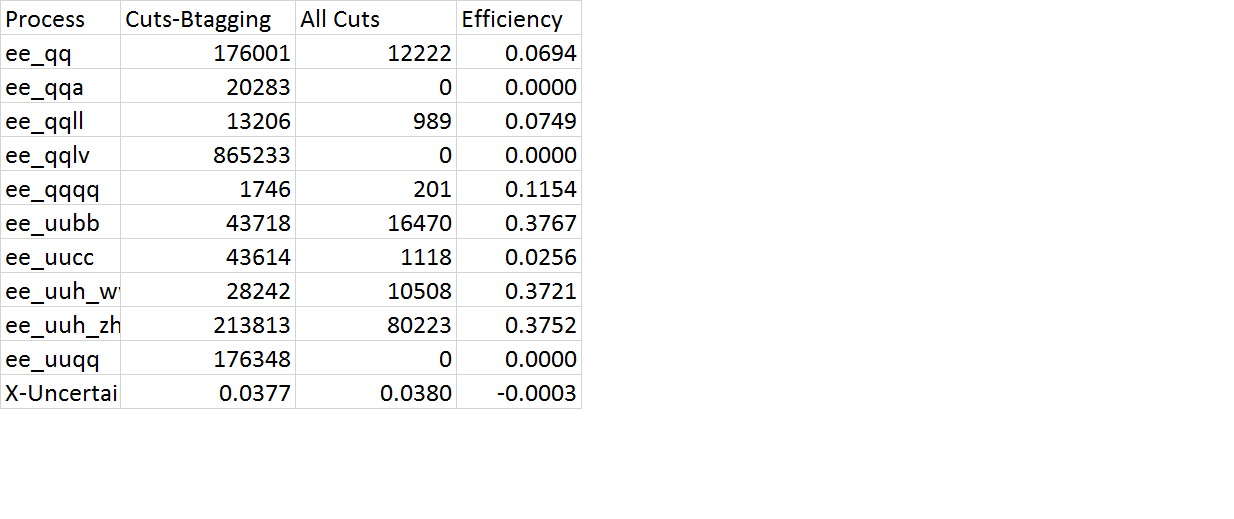 Process Cuts-Btagging All Cuts Efficiency
ee_qq 176001 12222 0.0694
ee_qqa 20283 0 0.0000
ee_qqll 13206 989 0.0749
ee_qqlv 865233 0 0.0000
ee_qqqq 1746 201 0.1154
ee_uubb 43718 16470 0.3767
ee_uucc 43614 1118 0.0256
ee_uuh_w 28242 10508 0.3721
ee_uuh_zh 213813 80223 0.3752
ee_uuqq 176348 0 0.0000
X-Uncertai 0.0377 0.0380 -0.0003